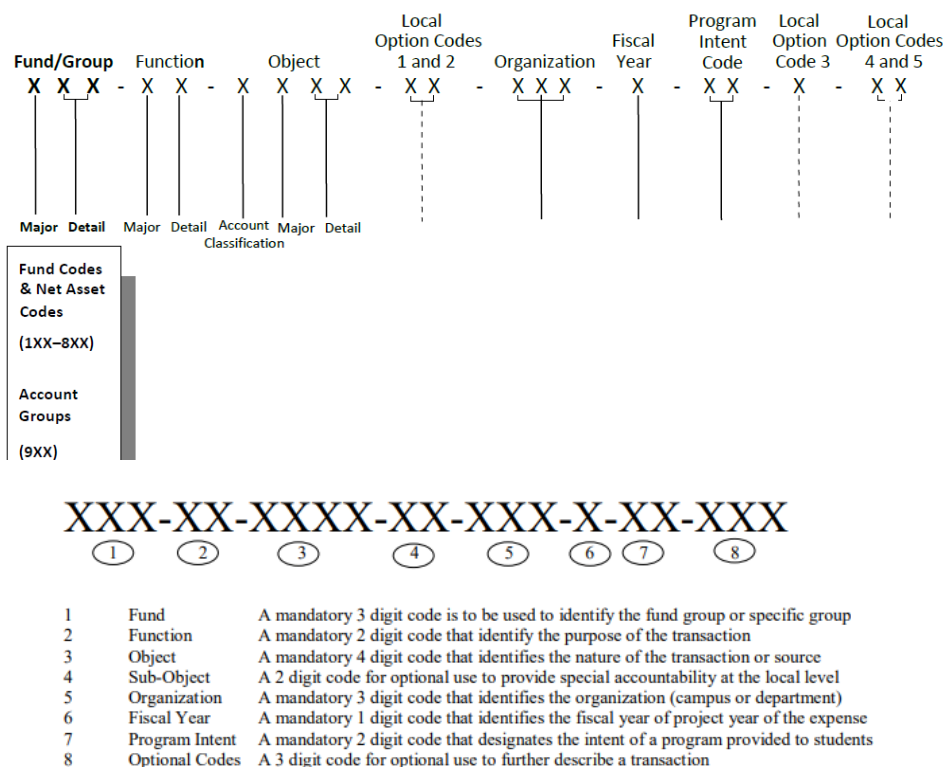 Local Option Codes 1 and 2
Fiscal Year
Program Intent Code
Local Option Code 3
Local Option Codes 4 and 5
Fund/Group Function Object Organization
X X X - X X - X X X X - X X - X X X - X - X X - X - X X
Major Detail Major Detail Account Classification Major Detail
Fund Codes
& Net Asset
Codes
(1XX–8XX)
Account
Groups
(9XX)
XXX-XX-XXXX-XX-XXX-X-XX-XXX
1 2 3 4 5 6 7 8
1 Fund A mandatory 3 digit code is to be used to identify the fund group or specific group
2 Function A mandatory 2 digit code that identify the purpose of the transaction
3 Object A mandatory 4 digit code that identifies the nature of the transaction or source
4 Sub-Object A 2 digit code for optional use to provide special accountability at the local level
5 Organization A mandatory 3 digit code that identifies the organization (campus or department)
6 Fiscal Year A mandatory 1 digit code that identifies the fiscal year of project year of the expense
7 Program Intent A mandatory 2 digit code that designates the intent of a program provided to students
8 Optional Codes A 3 digit code for optional use to further describe a transaction